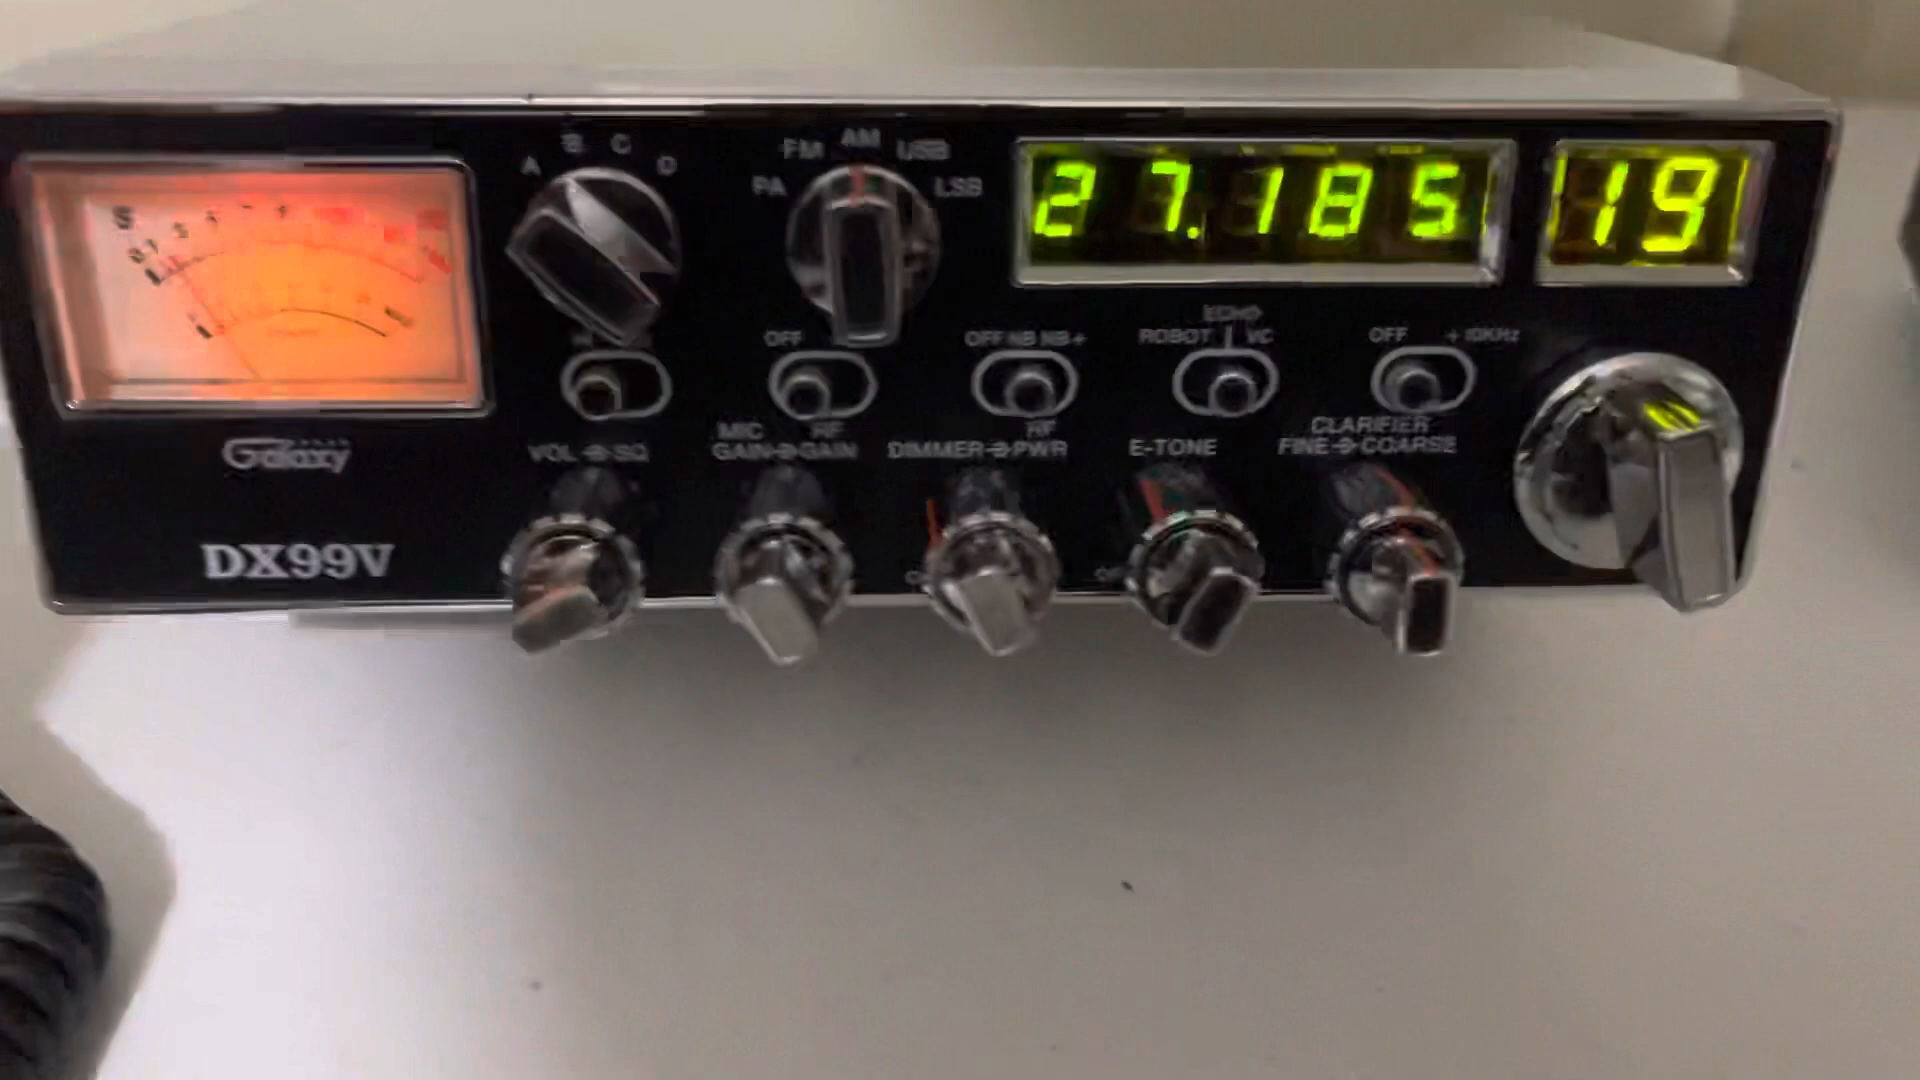 A B C D
PA FM AM USB LSB
27.185
19
S
OFF
OFF NB NB+
ECHO
ROBOT VC
OFF +10KHz
VOL SQ
MIC RF
GAIN GAIN
RF
DIMMER PWR
E-TONE
CLARIFIER
FINE COARSE
Galaxy
DX99V